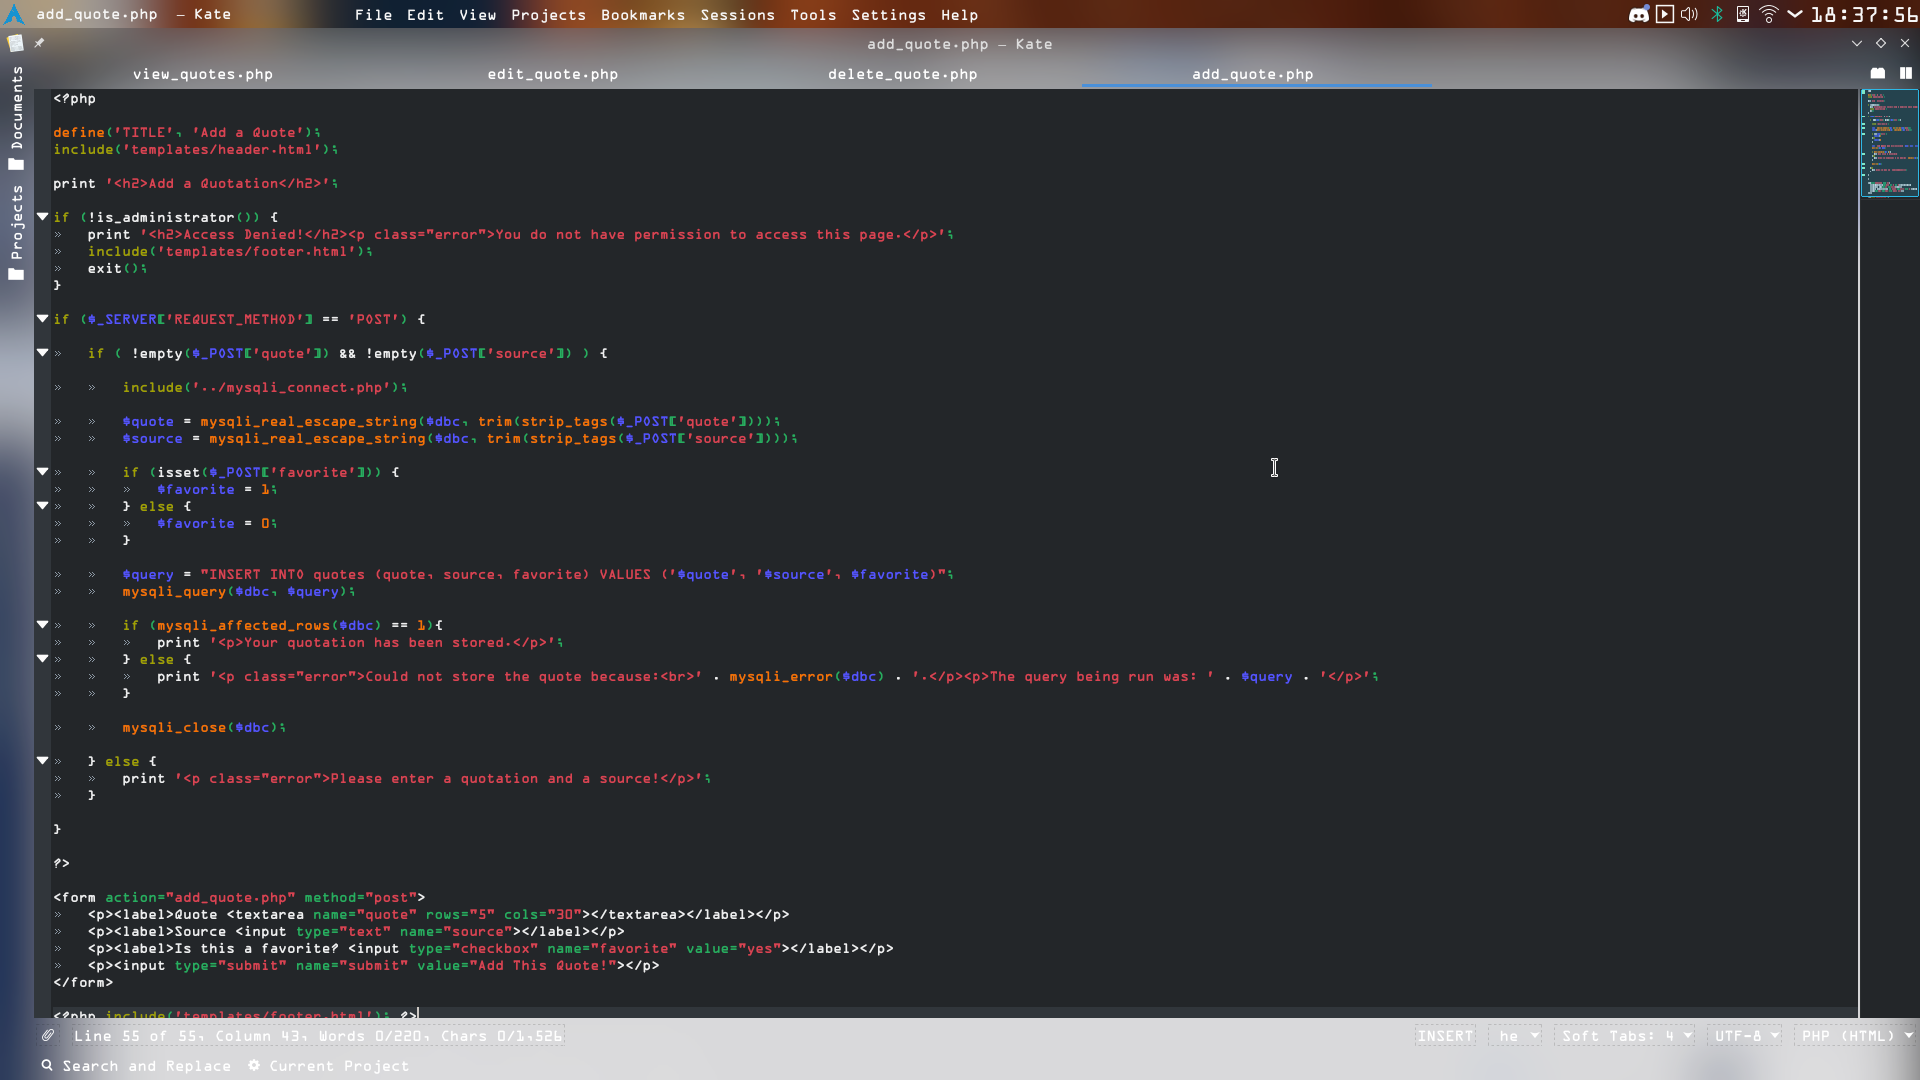 add_quote.php — Kate
File Edit View Projects Bookmarks Sessions Tools Settings Help
18:37:56
add_quote.php — Kate
view_quotes.php
edit_quote.php
delete_quote.php
add_quote.php
Documents
Projects
<?php
define('TITLE', 'Add a Quote');
include('templates/header.html');
print '<h2>Add a Quotation</h2>';
if (!is_administrator()) {
print '<h2>Access Denied!</h2><p class="error">You do not have permission to access this page.</p>';
include('templates/footer.html');
exit();
}
if ($_SERVER['REQUEST_METHOD'] == 'POST') {
if ( !empty($_POST['quote']) && !empty($_POST['source']) ) {
include('../mysqli_connect.php');
$quote = mysqli_real_escape_string($dbc, trim(strip_tags($_POST['quote'])));
$source = mysqli_real_escape_string($dbc, trim(strip_tags($_POST['source'])));
if (isset($_POST['favorite'])) {
$favorite = 1;
} else {
$favorite = 0;
}
$query = "INSERT INTO quotes (quote, source, favorite) VALUES ('$quote', '$source', $favorite)";
mysqli_query($dbc, $query);
if (mysqli_affected_rows($dbc) == 1){
print '<p>Your quotation has been stored.</p>';
} else {
print '<p class="error">Could not store the quote because:<br>' . mysqli_error($dbc) . '.</p><p>The query being run was: ' . $query . '</p>';
}
mysqli_close($dbc);
} else {
print '<p class="error">Please enter a quotation and a source!</p>';
}
}
?>
<form action="add_quote.php" method="post">
<p><label>Quote <textarea name="quote" rows="5" cols="30"></textarea></label></p>
<p><label>Source <input type="text" name="source"></label></p>
<p><label>Is this a favorite? <input type="checkbox" name="favorite" value="yes"></label></p>
<p><input type="submit" name="submit" value="Add This Quote!"></p>
</form>
<?php include('templates/footer.html'); ?>
Line 55 of 55, Column 43, Words 0/220, Chars 0/1,526
INSERT
he
Soft Tabs: 4
UTF-8
PHP (HTML)
Search and Replace
Current Project